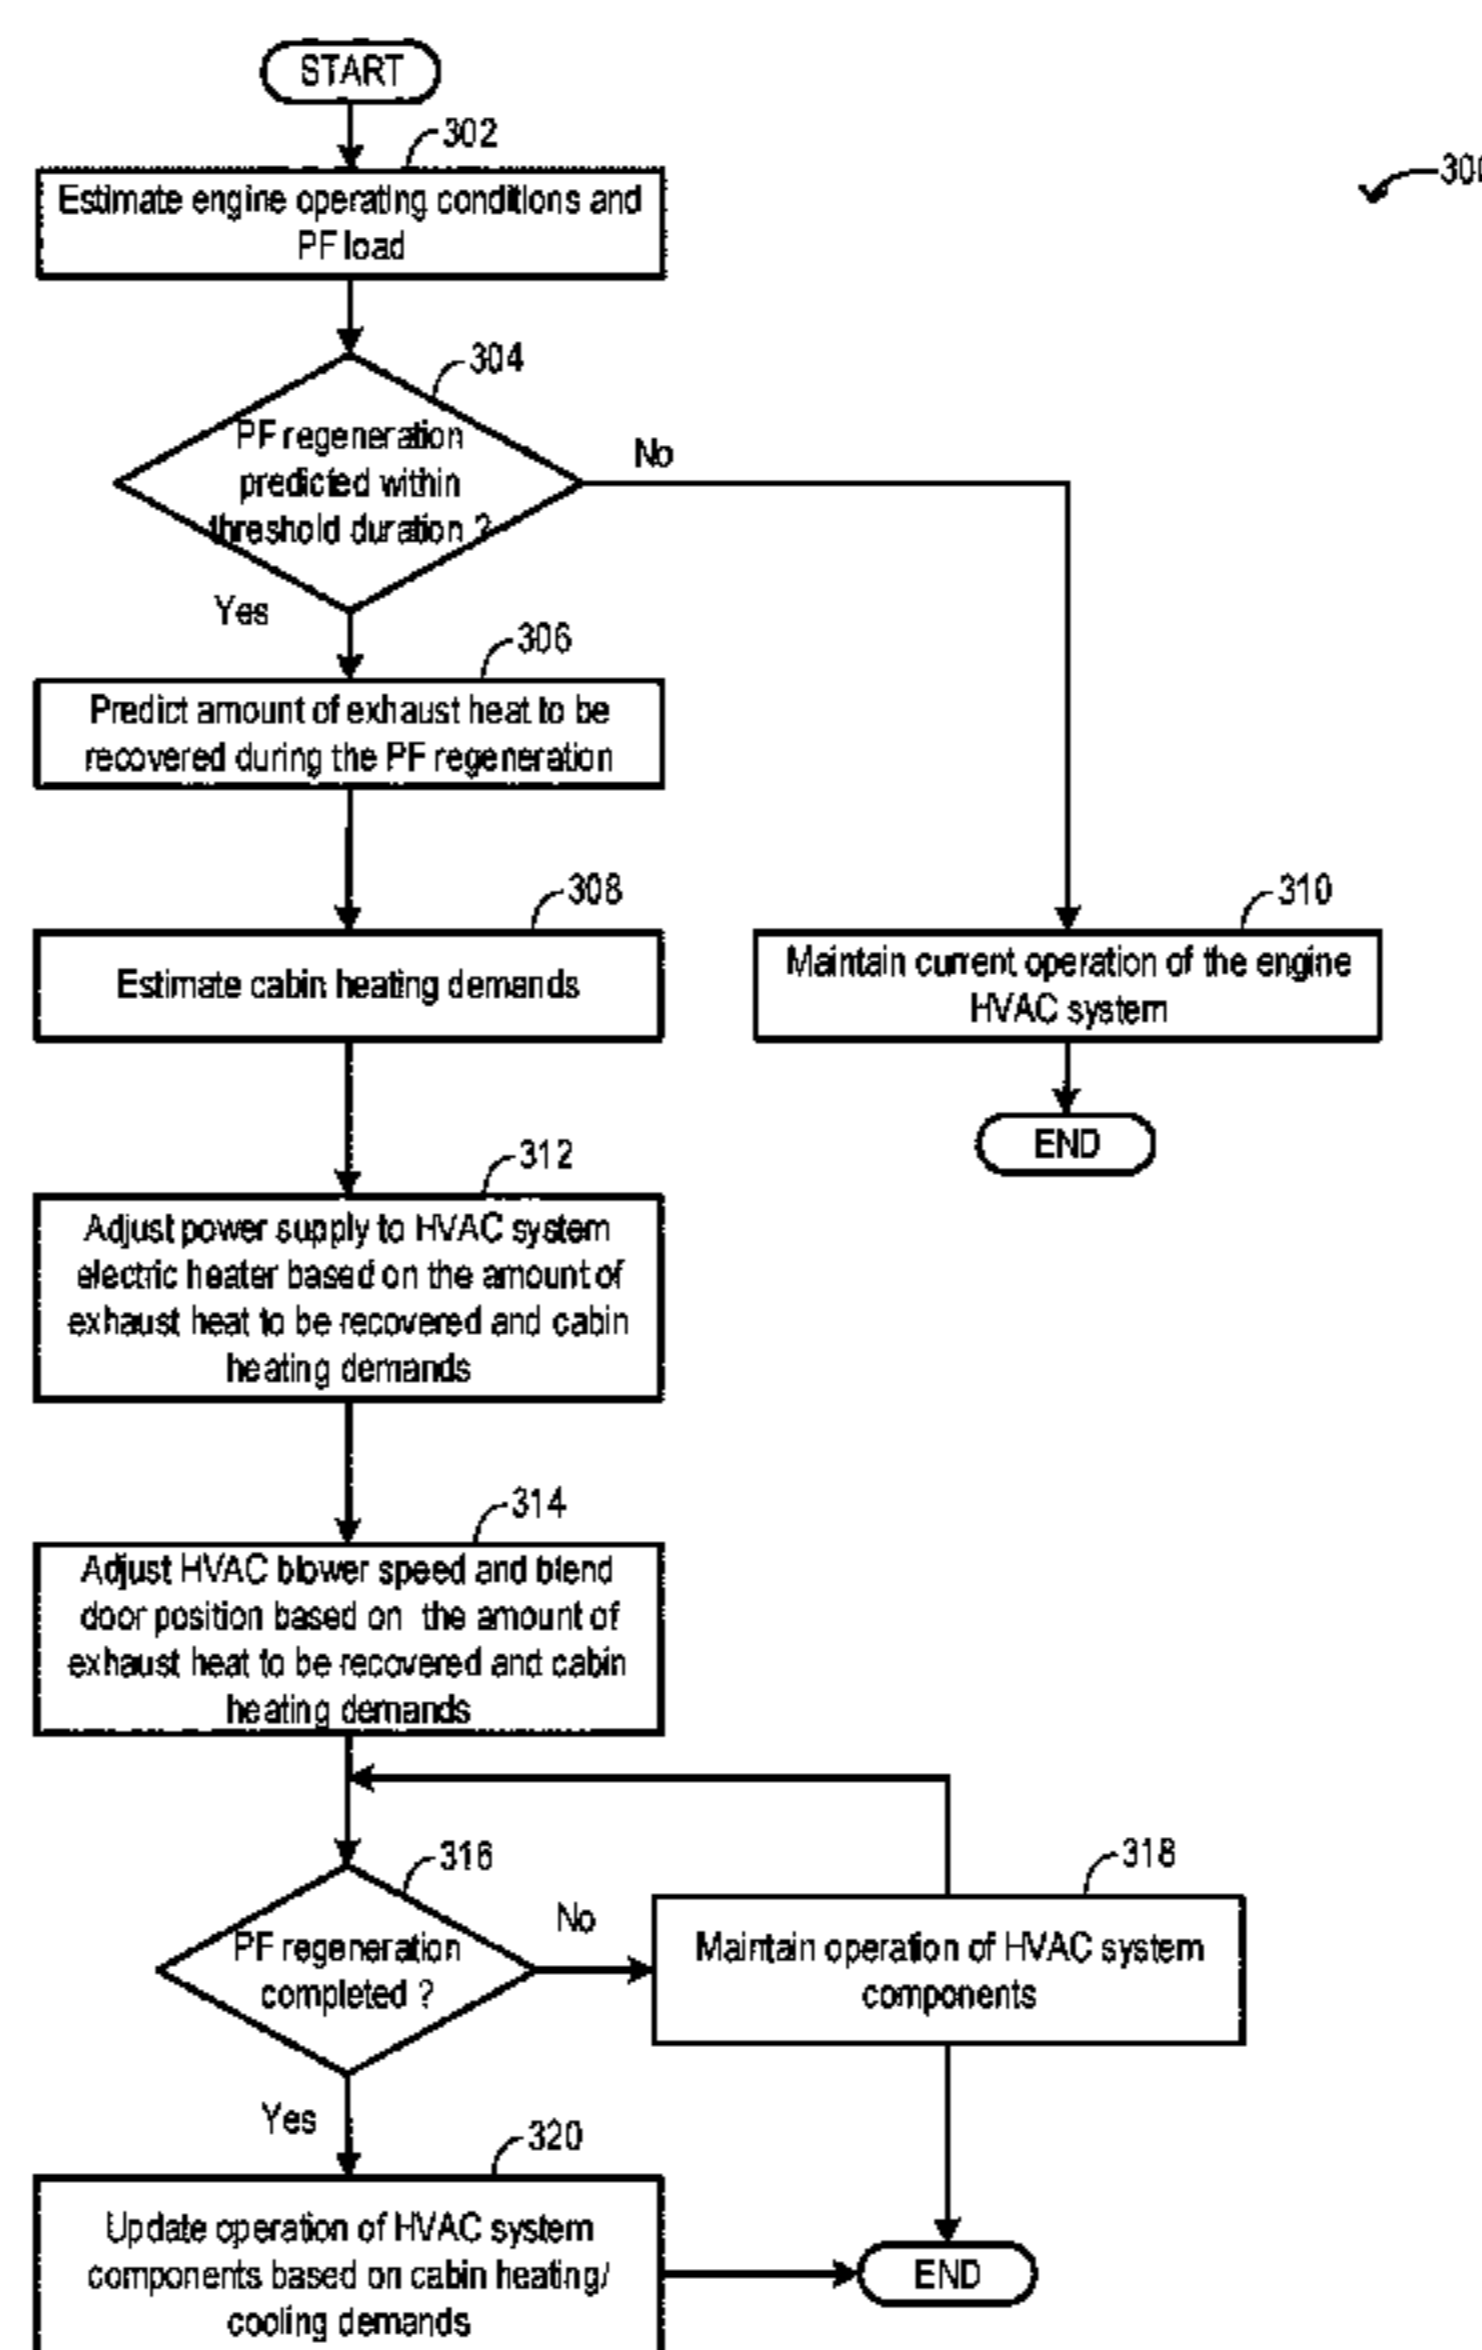 START
302
Estimate engine operating conditions and
PF load
304
PF regeneration
predicted within
threshold duration ?
No
Yes
306
Predict amount of exhaust heat to be
recovered during the PF regeneration
308
Estimate cabin heating demands
310
Maintain current operation of the engine
HVAC system
END
312
Adjust power supply to HVAC system
electric heater based on the amount of
exhaust heat to be recovered and cabin
heating demands
314
Adjust HVAC blower speed and blend
door position based on the amount of
exhaust heat to be recovered and cabin
heating demands
316
PF regeneration
completed ?
No
318
Maintain operation of HVAC system
components
Yes
320
Update operation of HVAC system
components based on cabin heating/
cooling demands
END